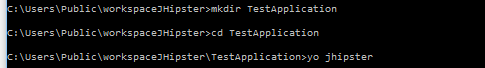 C:\Users\Public\workspaceJHipster>mkdir TestApplication
C:\Users\Public\workspaceJHipster>cd TestApplication
C:\Users\Public\workspaceJHipster\TestApplication>yo jhipster